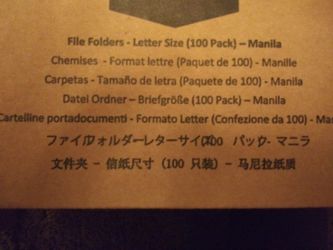 File Folders - Letter Size (100 Pack) – Manila
Chemises - Format lettre (Paquet de 100) - Manille
Carpetas - Tamaño de letra (Paquete de 100) - Manila
Datei Ordner – Briefgröße (100 Pack) – Manila
Cartelline portadocumenti - Formato Letter (Confezione da 100) - Mani
ファイルフォルダー-レターサイズ(100 パック)- マニラ
文件夹 - 信纸尺寸 (100 只装) - 马尼拉纸质